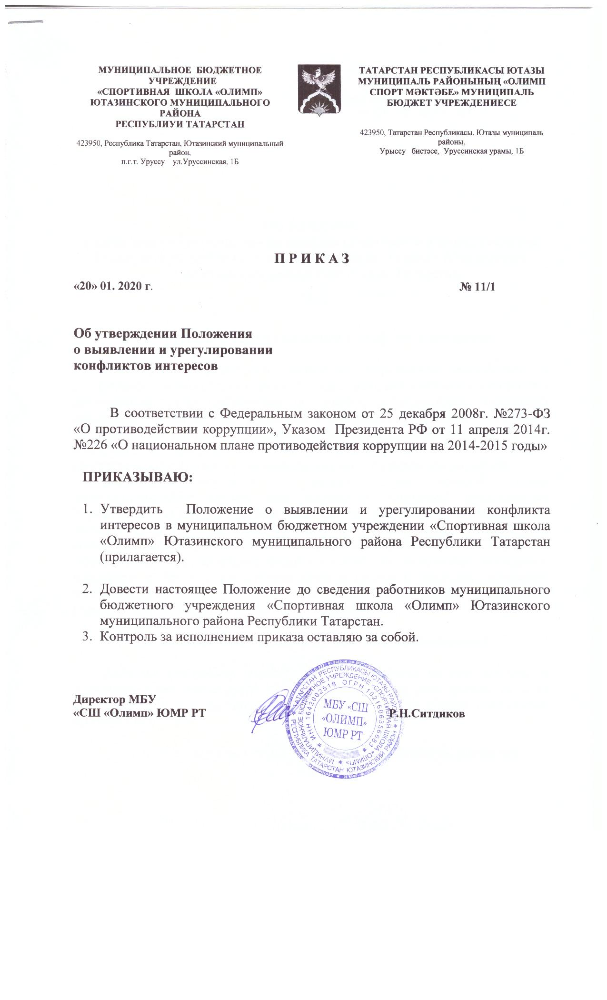 МУНИЦИПАЛЬНОЕ БЮДЖЕТНОЕ
УЧРЕЖДЕНИЕ
«СПОРТИВНАЯ ШКОЛА «ОЛИМП»
ЮТАЗИНСКОГО МУНИЦИПАЛЬНОГО
РАЙОНА
РЕСПУБЛИУИ ТАТАРСТАН
423950, Республика Татарстан, Ютазинский муниципальный
район,
п.г.т. Уруссу ул.Уруссинская, 1Б
ТАТАРСТАН РЕСПУБЛИКАСЫ ЮТАЗЫ
МУНИЦИПАЛЬ РАЙОНЫНЫҢ «ОЛИМП
СПОРТ МӘКТӘБЕ» МУНИЦИПАЛЬ
БЮДЖЕТ УЧРЕЖДЕНИЕСЕ
423950, Татарстан Республикасы, Ютазы муниципаль
районы,
Урыссу бистәсе, Уруссинская урамы, 1Б
П Р И К А З
«20» 01. 2020 г.
№ 11/1
Об утверждении Положения
о выявлении и урегулировании
конфликтов интересов
В соответствии с Федеральным законом от 25 декабря 2008г. №273-ФЗ
«О противодействии коррупции», Указом Президента РФ от 11 апреля 2014г.
№226 «О национальном плане противодействия коррупции на 2014-2015 годы»
ПРИКАЗЫВАЮ:
1. Утвердить Положение о выявлении и урегулировании конфликта
интересов в муниципальном бюджетном учреждении «Спортивная школа
«Олимп» Ютазинского муниципального района Республики Татарстан
(прилагается).
2. Довести настоящее Положение до сведения работников муниципального
бюджетного учреждения «Спортивная школа «Олимп» Ютазинского
муниципального района Республики Татарстан.
3. Контроль за исполнением приказа оставляю за собой.
Директор МБУ
«СШ «Олимп» ЮМР РТ
Р.Н.Ситдиков
ТАТАРСТАН РЕСПУБЛИКАСЫ ЮТАЗЫ РАЙОНЫ * РЕСПУБЛИКА ТАТАРСТАН ЮТАЗИНСКИЙ РАЙОН *
МУНИЦИПАЛЬНОЕ БЮДЖЕТНОЕ УЧРЕЖДЕНИЕ «СПОРТИВНАЯ ШКОЛА «ОЛИМП» *
* ИНН 1642002518 ОГРН 1021606356683 *
МБУ «СШ
«ОЛИМП»
ЮМР РТ